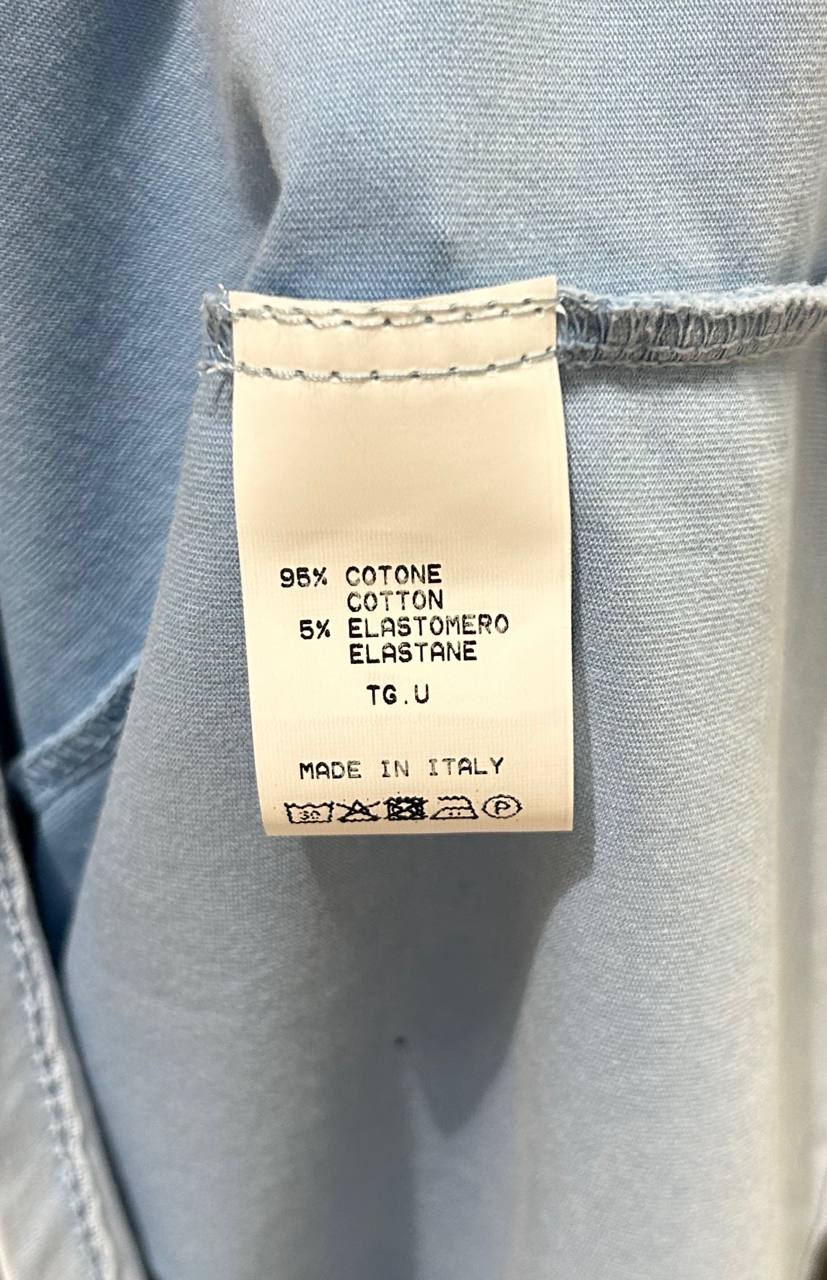 95% COTONE
COTTON
5% ELASTOMERO
ELASTANE
TG.U
MADE IN ITALY
30 P